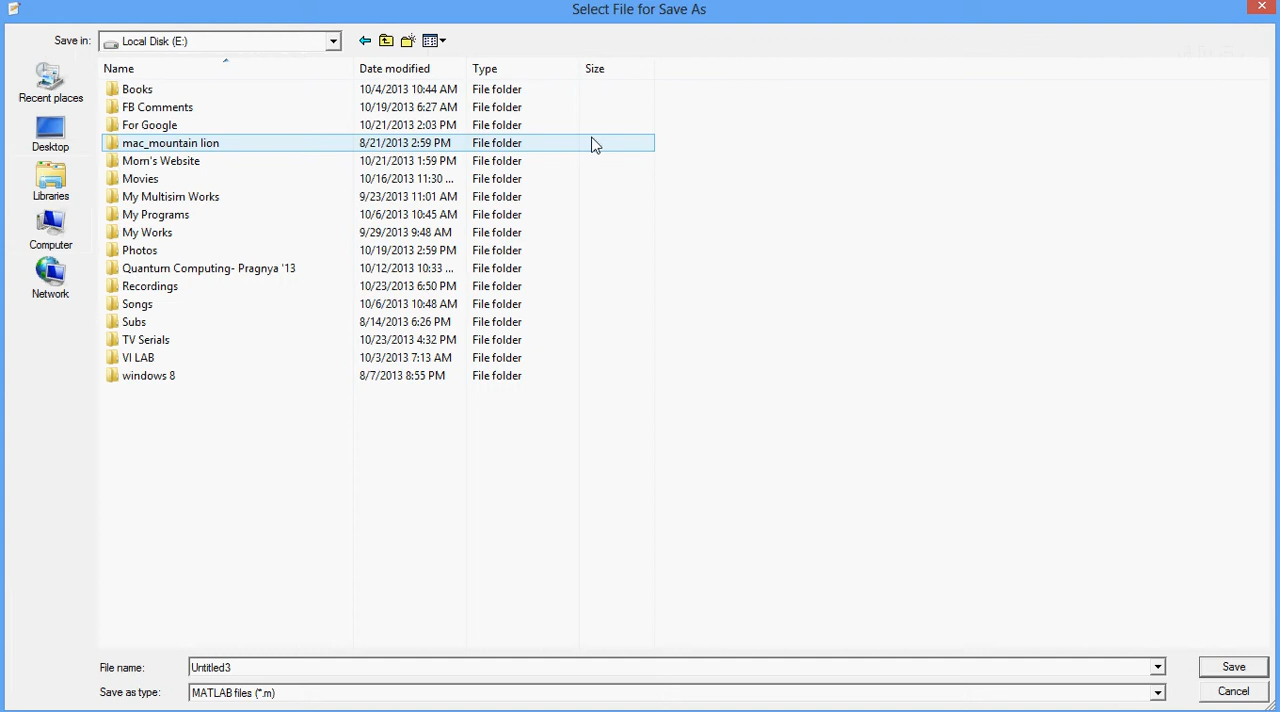 Select File for Save As
Save in: Local Disk (E:)
Name Date modified Type Size
Books 10/4/2013 10:44 AM File folder
FB Comments 10/19/2013 6:27 AM File folder
For Google 10/21/2013 2:03 PM File folder
mac_mountain lion 8/21/2013 2:59 PM File folder
Mom's Website 10/21/2013 1:59 PM File folder
Movies 10/16/2013 11:30 ... File folder
My Multisim Works 9/23/2013 11:01 AM File folder
My Programs 10/6/2013 10:45 AM File folder
My Works 9/29/2013 9:48 AM File folder
Photos 10/19/2013 2:59 PM File folder
Quantum Computing- Pragnya '13 10/12/2013 10:33 ... File folder
Recordings 10/23/2013 6:50 PM File folder
Songs 10/6/2013 10:48 AM File folder
Subs 8/14/2013 6:26 PM File folder
TV Serials 10/23/2013 4:32 PM File folder
VI LAB 10/3/2013 7:13 AM File folder
windows 8 8/7/2013 8:55 PM File folder
Recent places
Desktop
Libraries
Computer
Network
File name: Untitled3 Save
Save as type: MATLAB files (*.m) Cancel